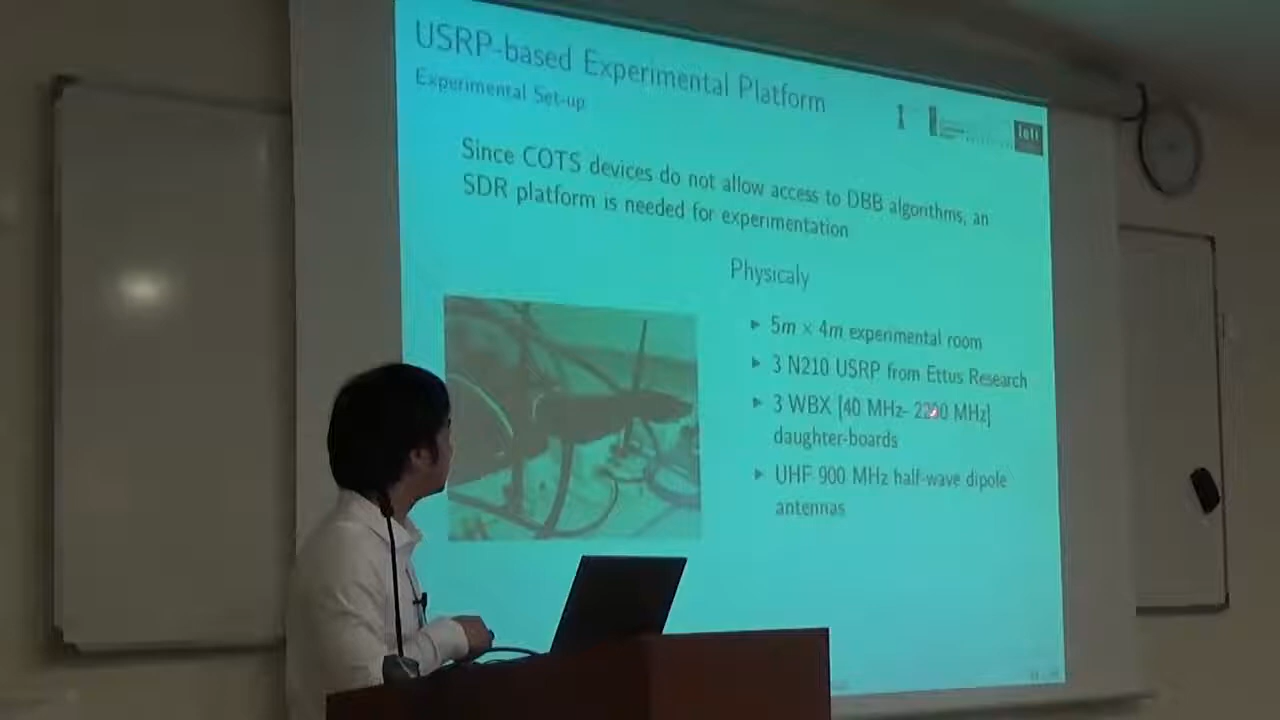 USRP-based Experimental Platform
Experimental Set-up
Since COTS devices do not allow access to DBB algorithms, an
SDR platform is needed for experimentation
Physicaly
5m × 4m experimental room
3 N210 USRP from Ettus Research
3 WBX [40 MHz- 2200 MHz]
daughter-boards
UHF 900 MHz half-wave dipole
antennas